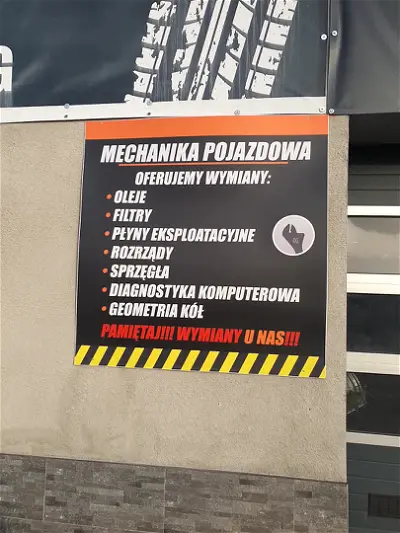 G
MECHANIKA POJAZDOWA
OFERUJEMY WYMIANY:
• OLEJE
• FILTRY
• PŁYNY EKSPLOATACYJNE
• ROZRZĄDY
• SPRZĘGŁA
• DIAGNOSTYKA KOMPUTEROWA
• GEOMETRIA KÓŁ
PAMIĘTAJ!!! WYMIANY U NAS!!!